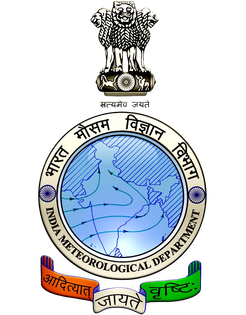 सत्यमेव जयते
भारत मौसम विज्ञान विभाग
INDIA METEOROLOGICAL DEPARTMENT
आदित्यात्
जायते
वृष्टिः